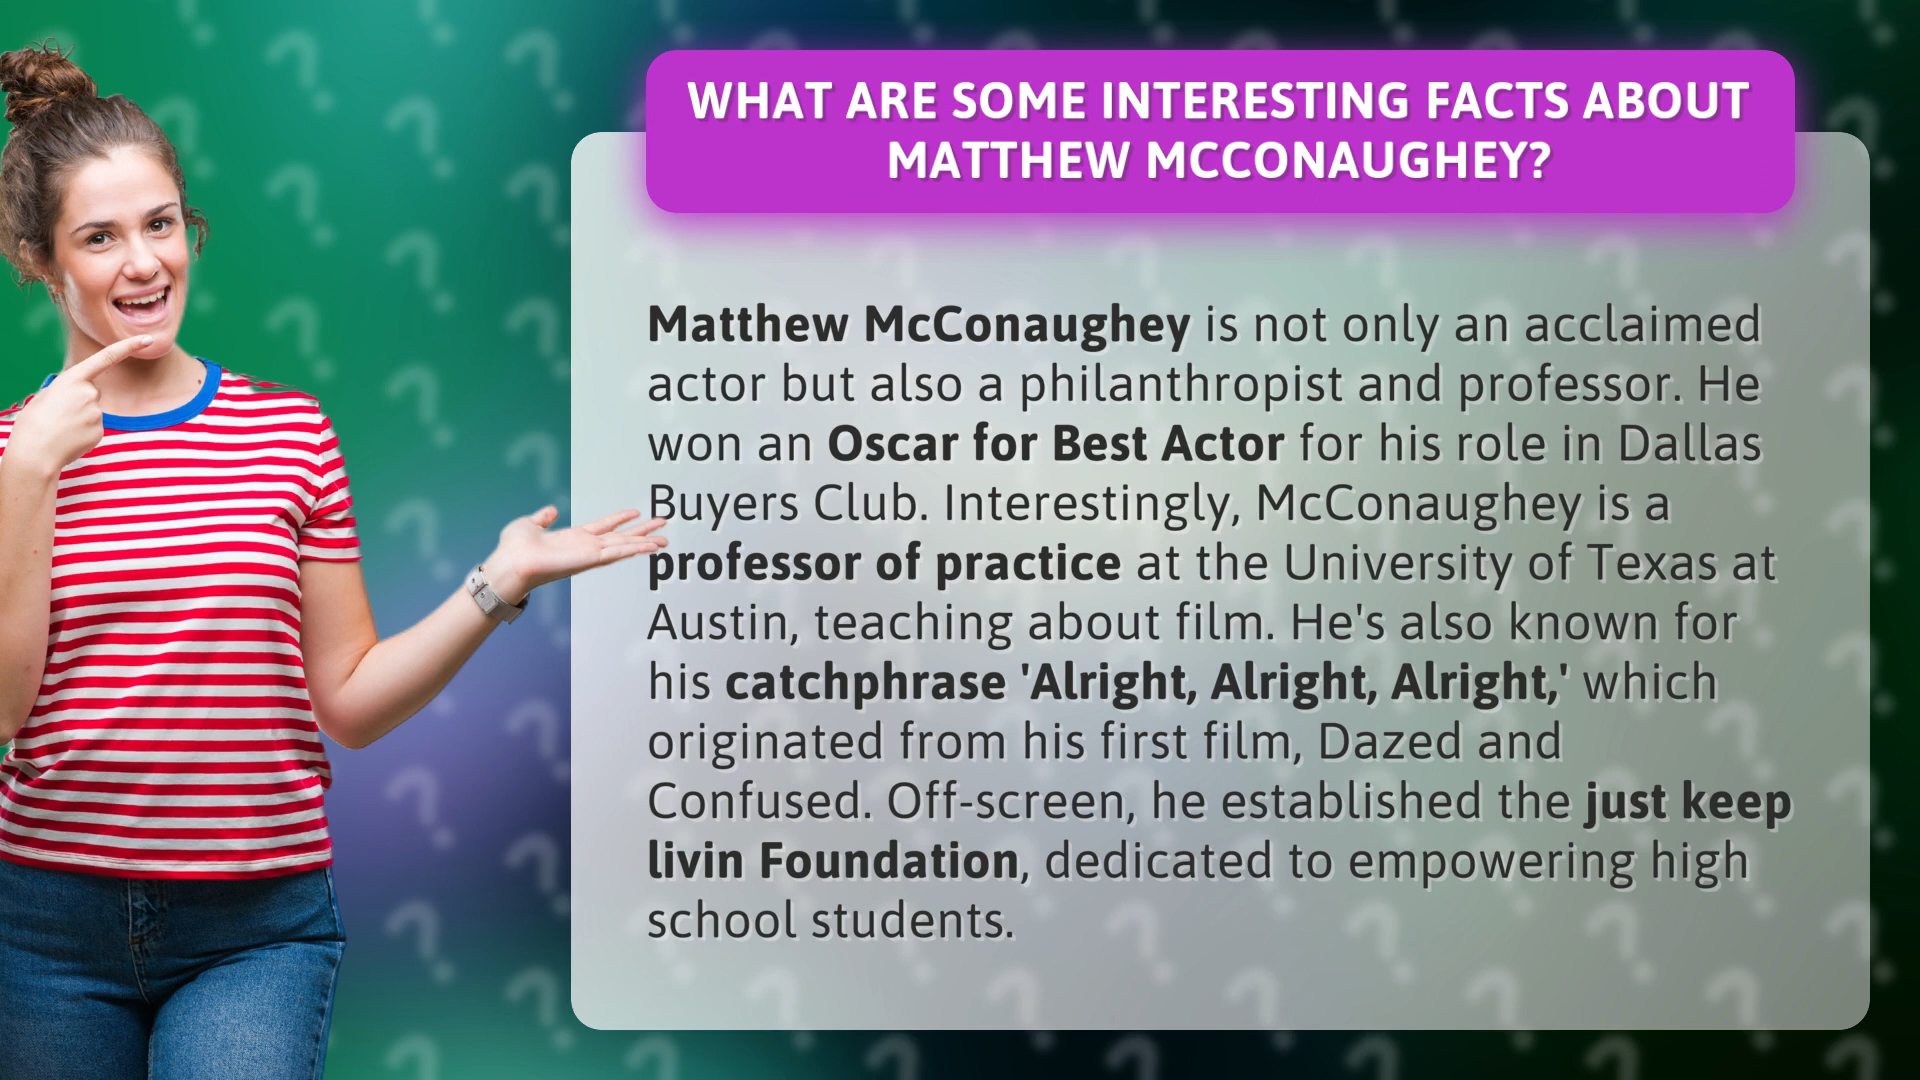 WHAT ARE SOME INTERESTING FACTS ABOUT
MATTHEW MCCONAUGHEY?
Matthew McConaughey is not only an acclaimed
actor but also a philanthropist and professor. He
won an Oscar for Best Actor for his role in Dallas
Buyers Club. Interestingly, McConaughey is a
professor of practice at the University of Texas at
Austin, teaching about film. He's also known for
his catchphrase 'Alright, Alright, Alright,' which
originated from his first film, Dazed and
Confused. Off-screen, he established the just keep
livin Foundation, dedicated to empowering high
school students.